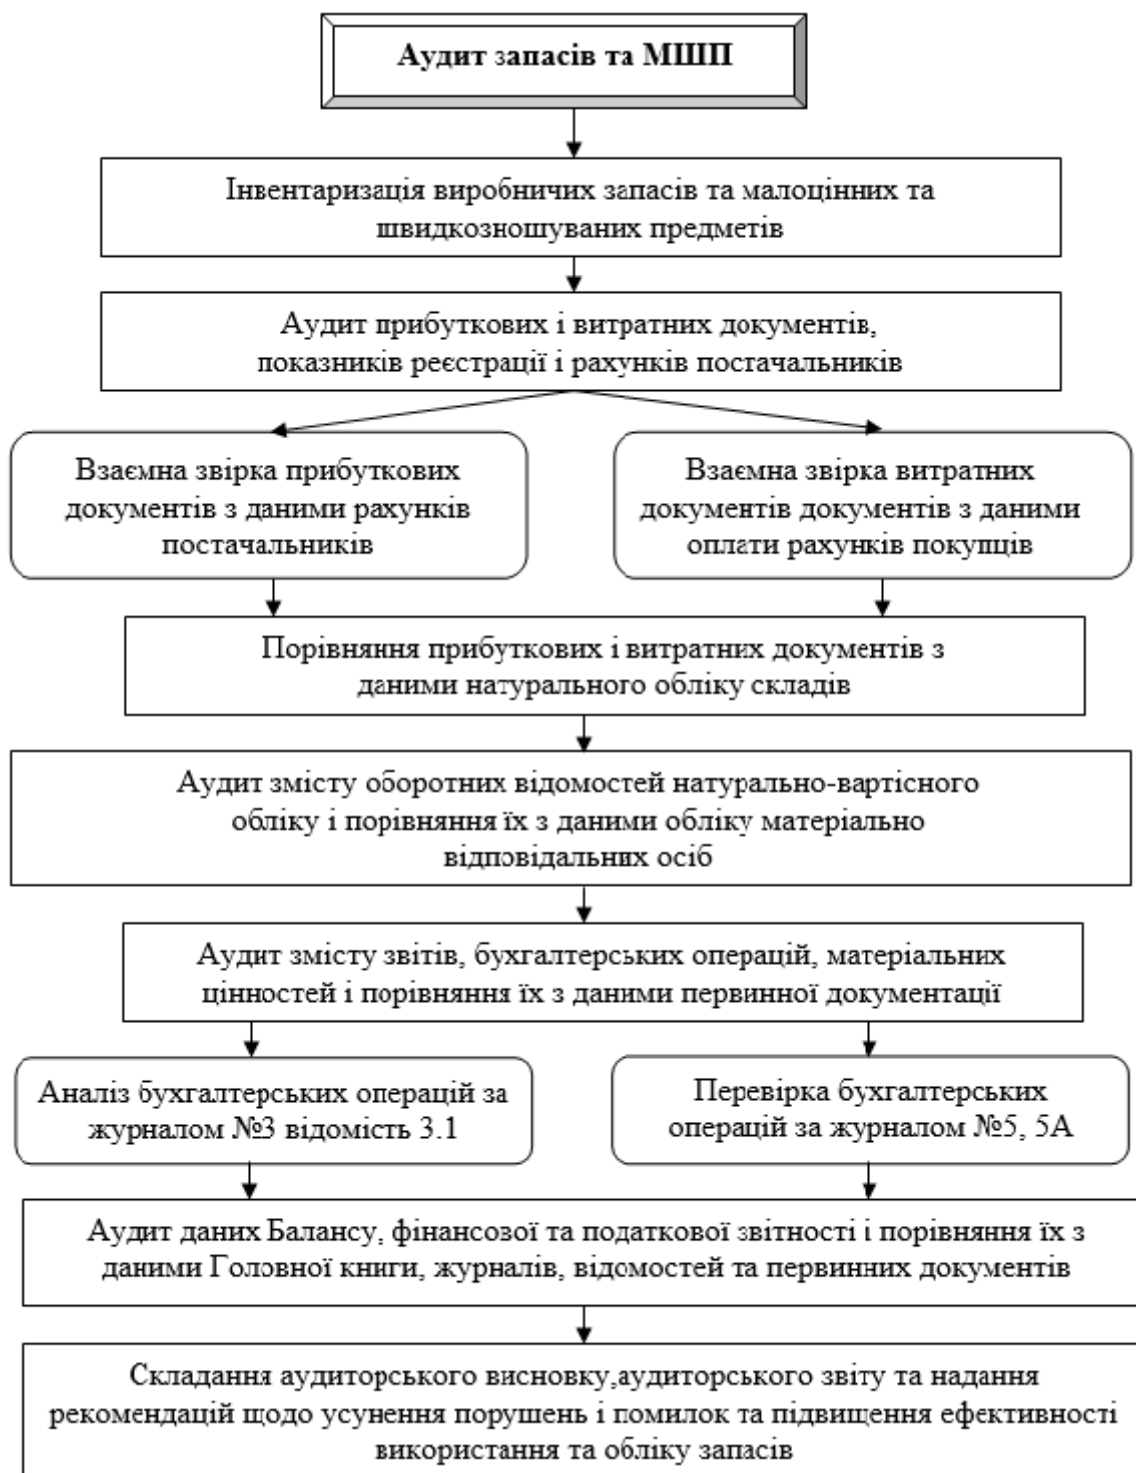 Аудит запасів та МШП
Інвентаризація виробничих запасів та малоцінних та
швидкозношуваних предметів
Аудит прибуткових і витратних документів,
показників реєстрації і рахунків постачальників
Взаємна звірка прибуткових
документів з даними рахунків
постачальників
Взаємна звірка витратних
документів документів з даними
оплати рахунків покупців
Порівняння прибуткових і витратних документів з
даними натурального обліку складів
Аудит змісту оборотних відомостей натурально-вартісного
обліку і порівняння їх з даними обліку матеріально
відповідальних осіб
Аудит змісту звітів, бухгалтерських операцій, матеріальних
цінностей і порівняння їх з даними первинної документації
Аналіз бухгалтерських операцій за
журналом №3 відомість 3.1
Перевірка бухгалтерських
операцій за журналом №5, 5А
Аудит даних Балансу, фінансової та податкової звітності і порівняння їх з
даними Головної книги, журналів, відомостей та первинних документів
Складання аудиторського висновку,аудиторського звіту та надання
рекомендацій щодо усунення порушень і помилок та підвищення ефективності
використання та обліку запасів